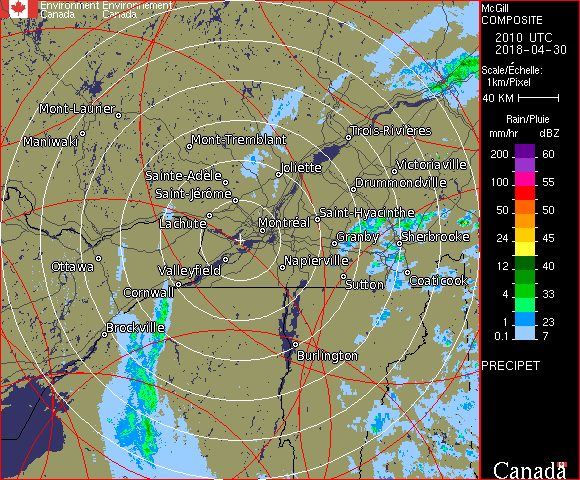 Environment Environnement
Canada Canada
McGill
COMPOSITE
2010 UTC
2018-04-30
Scale/Échelle:
1km/Pixel
40 KM
Rain/Pluie
mm/hr dBZ
200 60
100 55
50 50
24 45
12 40
4 33
1 23
0.1 7
PRECIPET
Canada
Mont-Laurier
Maniwaki
Mont-Tremblant
Trois-Rivières
Joliette
Victoriaville
Sainte-Adèle
Drummondville
Saint-Jérôme
Saint-Hyacinthe
Lachute
Montréal
Granby
Sherbrooke
Ottawa
Valleyfield
Napierville
Sutton
Coaticook
Cornwall
Brockville
Burlington